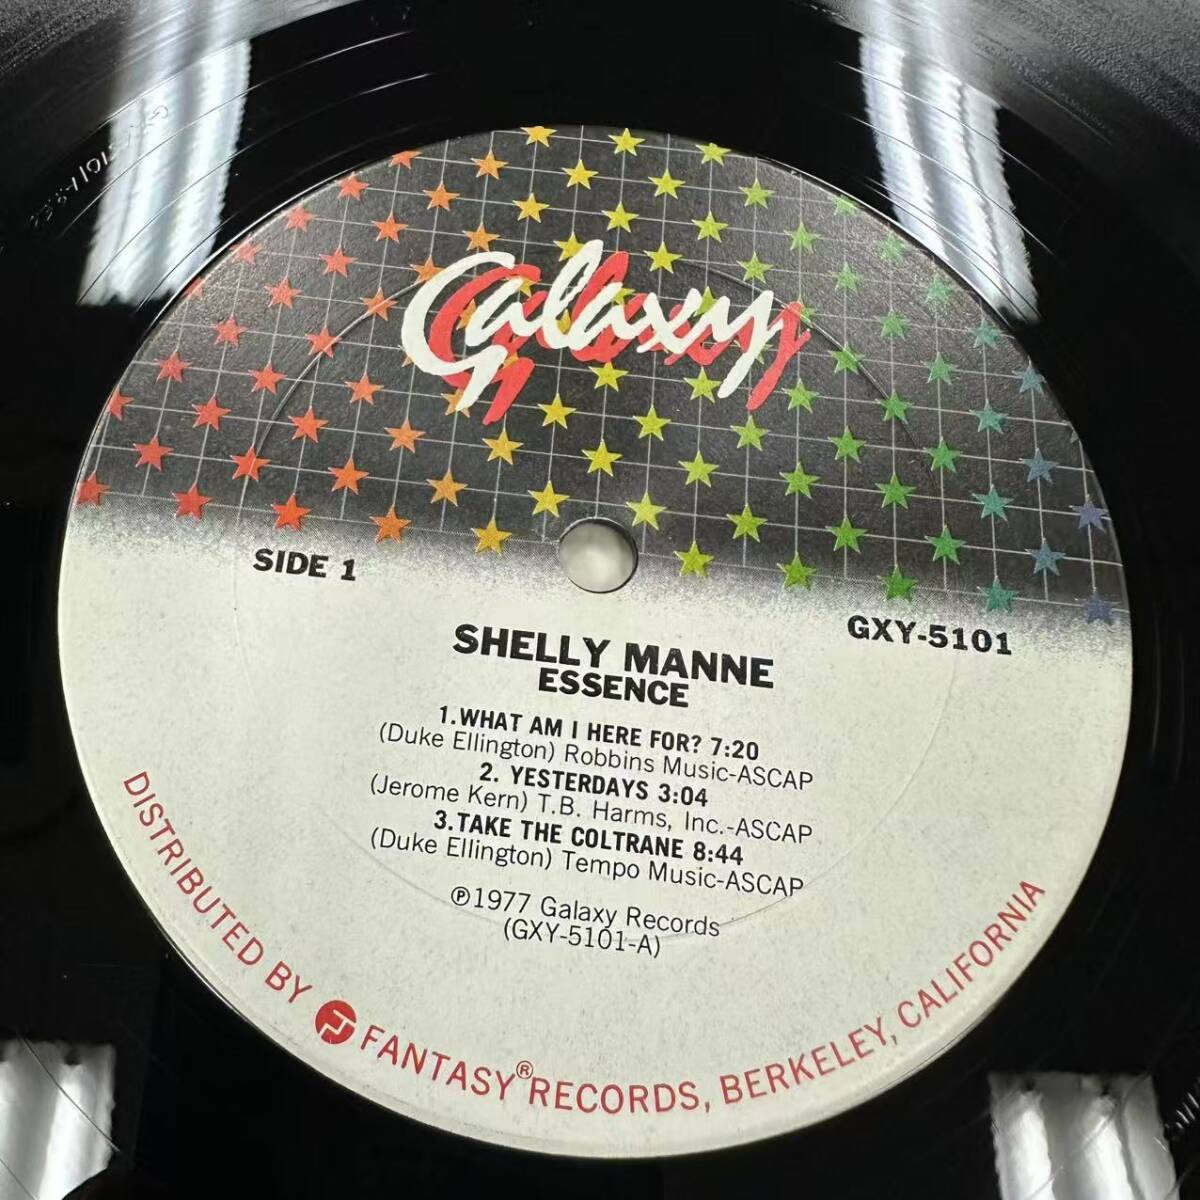 Galaxy
SIDE 1
GXY-5101
SHELLY MANNE
ESSENCE
1.WHAT AM I HERE FOR? 7:20
(Duke Ellington) Robbins Music-ASCAP
2. YESTERDAYS 3:04
(Jerome Kern) T.B. Harms, Inc.-ASCAP
3.TAKE THE COLTRANE 8:44
(Duke Ellington) Tempo Music-ASCAP
℗1977 Galaxy Records
(GXY-5101-A)
DISTRIBUTED BY FANTASY® RECORDS, BERKELEY, CALIFORNIA